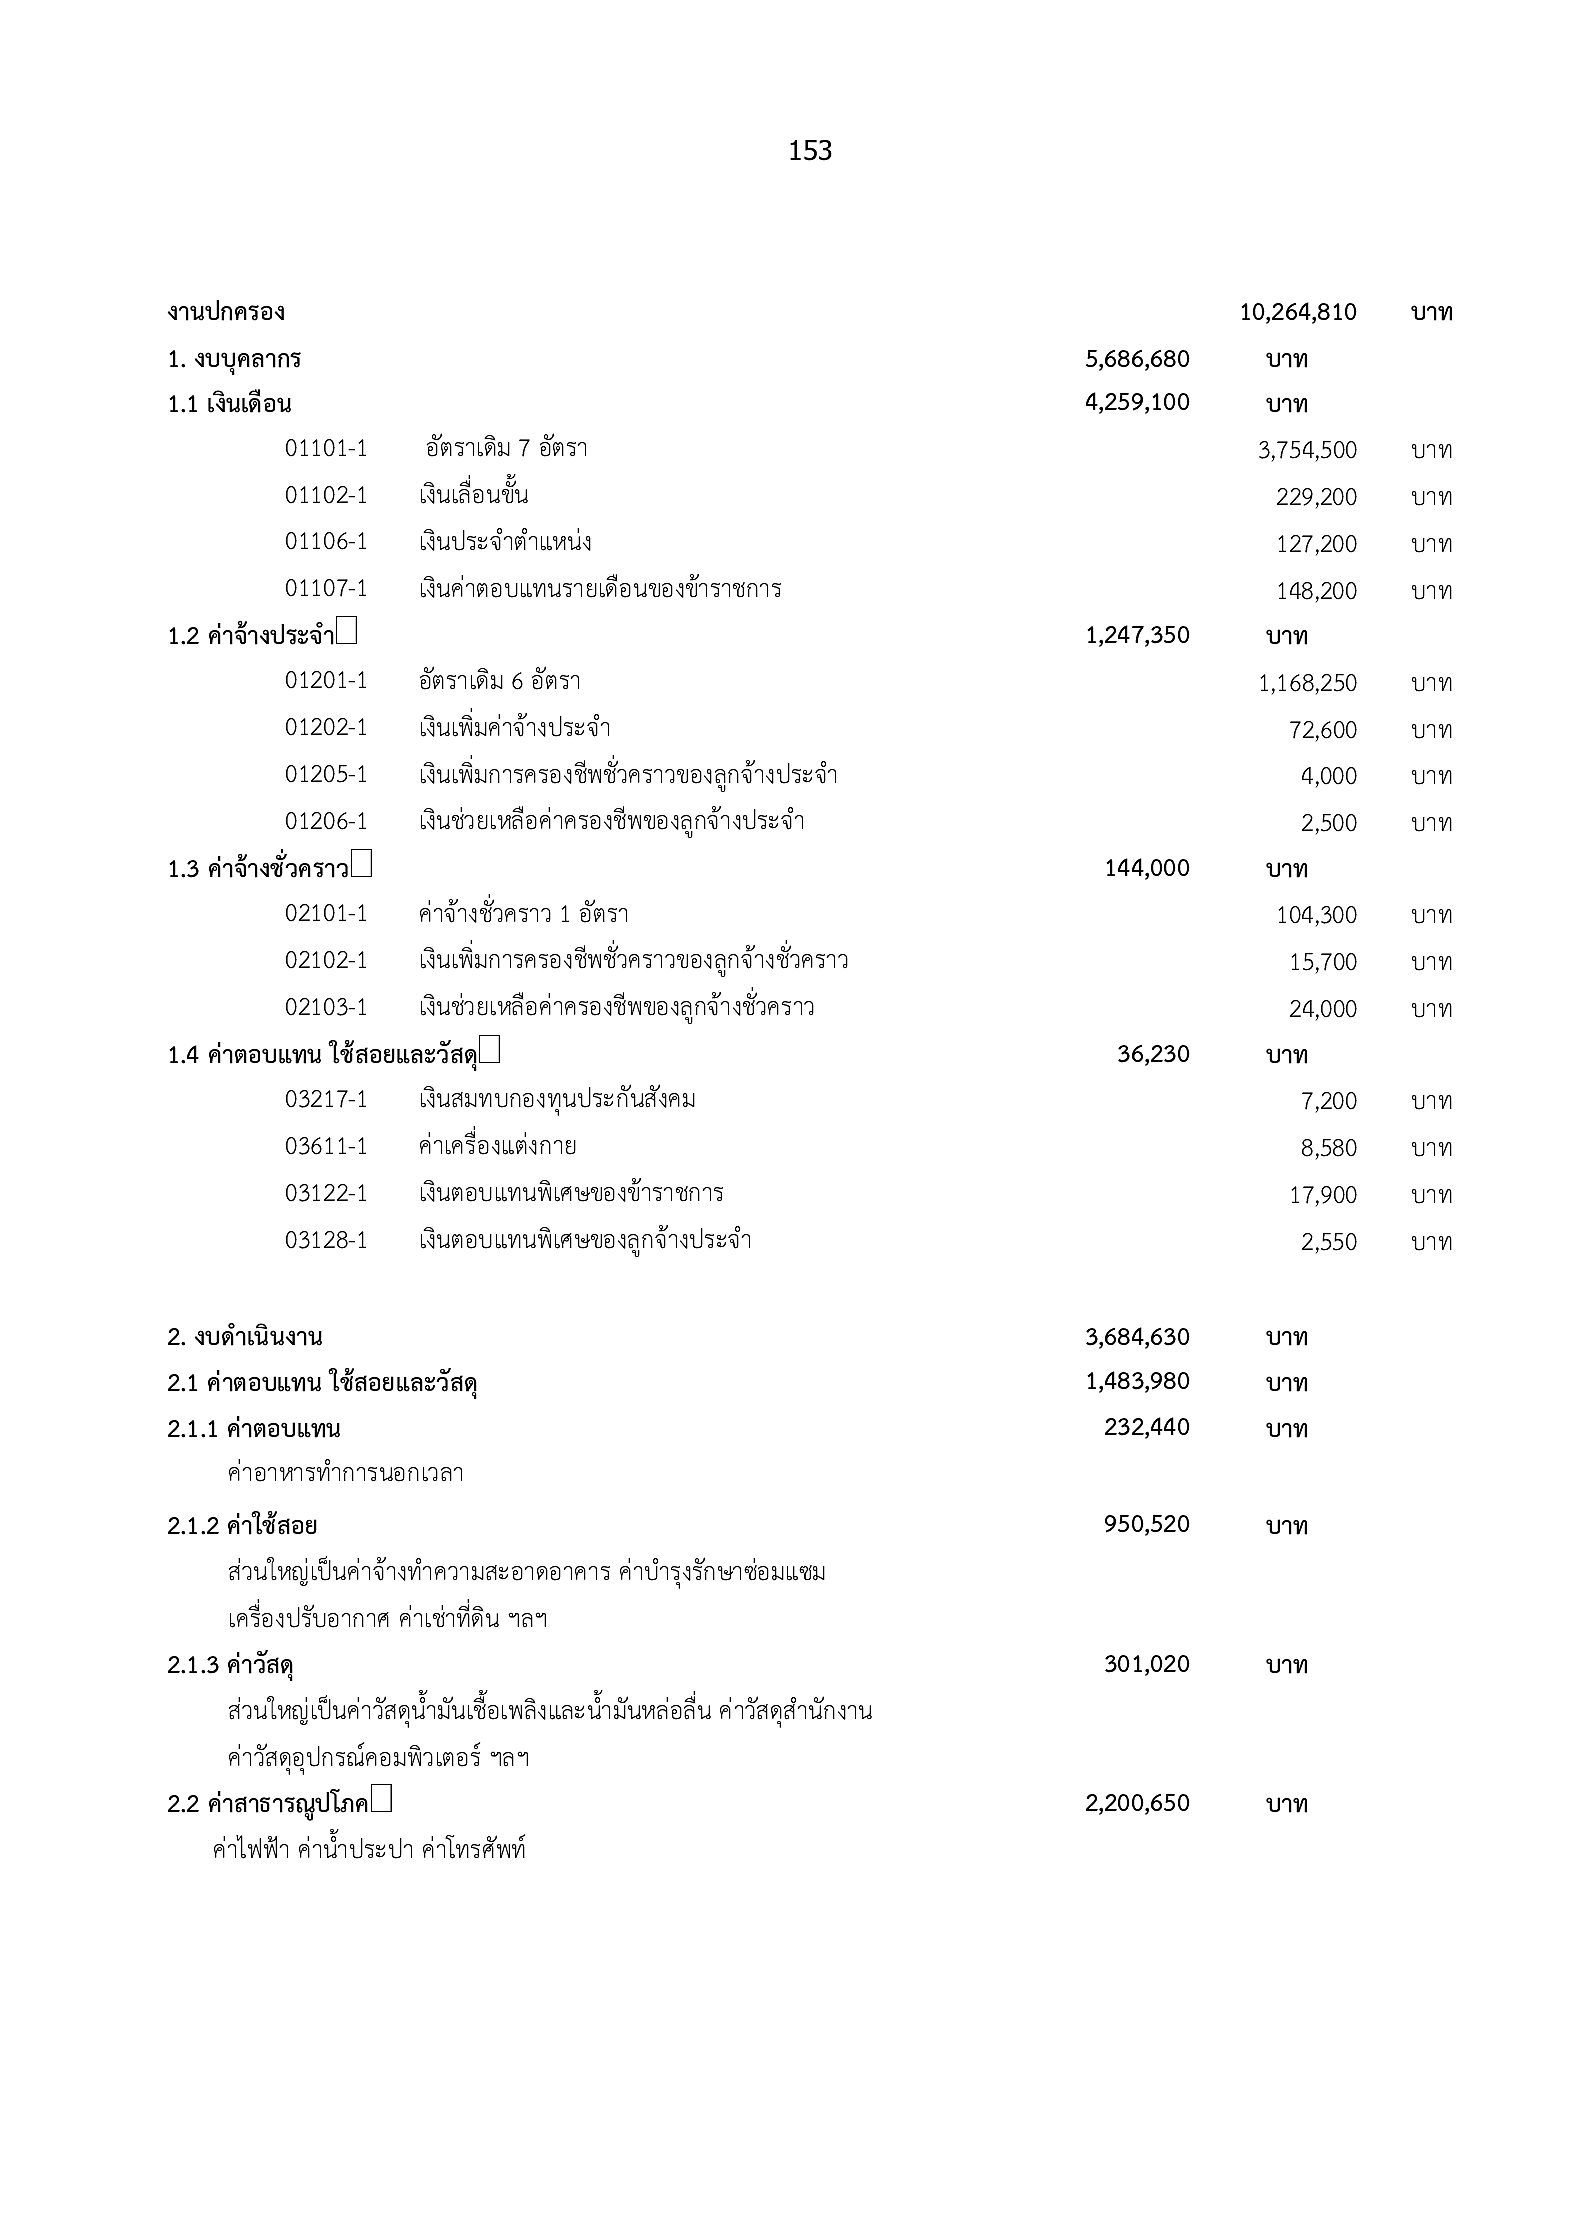 153
งานปกครอง 10,264,810 บาท
1. งบบุคลากร 5,686,680 บาท
1.1 เงินเดือน 4,259,100 บาท
01101-1 อัตราเดิม 7 อัตรา 3,754,500 บาท
01102-1 เงินเลื่อนขั้น 229,200 บาท
01106-1 เงินประจำตำแหน่ง 127,200 บาท
01107-1 เงินค่าตอบแทนรายเดือนของข้าราชการ 148,200 บาท
1.2 ค่าจ้างประจำ 1,247,350 บาท
01201-1 อัตราเดิม 6 อัตรา 1,168,250 บาท
01202-1 เงินเพิ่มค่าจ้างประจำ 72,600 บาท
01205-1 เงินเพิ่มการครองชีพชั่วคราวของลูกจ้างประจำ 4,000 บาท
01206-1 เงินช่วยเหลือค่าครองชีพของลูกจ้างประจำ 2,500 บาท
1.3 ค่าจ้างชั่วคราว 144,000 บาท
02101-1 ค่าจ้างชั่วคราว 1 อัตรา 104,300 บาท
02102-1 เงินเพิ่มการครองชีพชั่วคราวของลูกจ้างชั่วคราว 15,700 บาท
02103-1 เงินช่วยเหลือค่าครองชีพของลูกจ้างชั่วคราว 24,000 บาท
1.4 ค่าตอบแทน ใช้สอยและวัสดุ 36,230 บาท
03217-1 เงินสมทบกองทุนประกันสังคม 7,200 บาท
03611-1 ค่าเครื่องแต่งกาย 8,580 บาท
03122-1 เงินตอบแทนพิเศษของข้าราชการ 17,900 บาท
03128-1 เงินตอบแทนพิเศษของลูกจ้างประจำ 2,550 บาท
2. งบดำเนินงาน 3,684,630 บาท
2.1 ค่าตอบแทน ใช้สอยและวัสดุ 1,483,980 บาท
2.1.1 ค่าตอบแทน 232,440 บาท
ค่าอาหารทำการนอกเวลา
2.1.2 ค่าใช้สอย 950,520 บาท
ส่วนใหญ่เป็นค่าจ้างทำความสะอาดอาคาร ค่าบำรุงรักษาซ่อมแซม
เครื่องปรับอากาศ ค่าเช่าที่ดิน ฯลฯ
2.1.3 ค่าวัสดุ 301,020 บาท
ส่วนใหญ่เป็นค่าวัสดุน้ำมันเชื้อเพลิงและน้ำมันหล่อลื่น ค่าวัสดุสำนักงาน
ค่าวัสดุอุปกรณ์คอมพิวเตอร์ ฯลฯ
2.2 ค่าสาธารณูปโภค 2,200,650 บาท
ค่าไฟฟ้า ค่าน้ำประปา ค่าโทรศัพท์